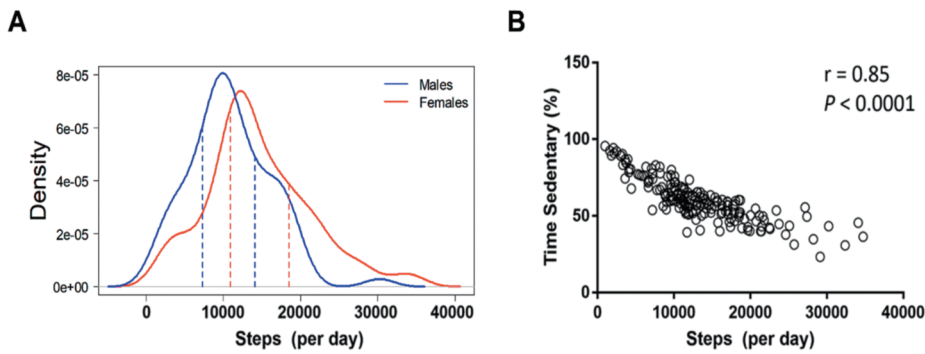 A
8e-05
6e-05
4e-05
2e-05
0e+00
Density
Males
Females
0 10000 20000 30000 40000
Steps (per day)
B
150
100
50
0
Time Sedentary (%)
r = 0.85
P < 0.0001
0 10000 20000 30000 40000
Steps (per day)